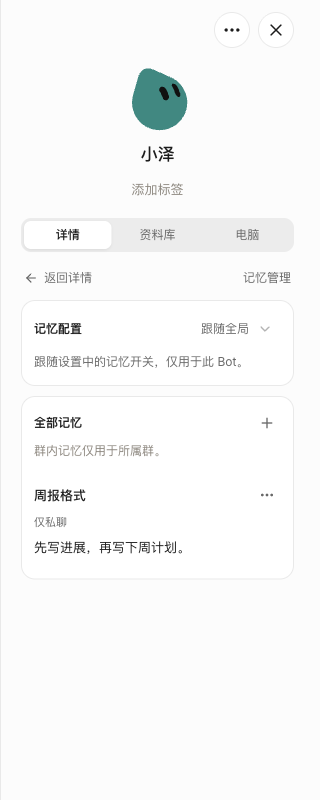 小泽
添加标签
详情 资料库 电脑
返回详情 记忆管理
记忆配置 跟随全局
跟随设置中的记忆开关，仅用于此 Bot。
全部记忆
群内记忆仅用于所属群。
周报格式
仅私聊
先写进展，再写下周计划。